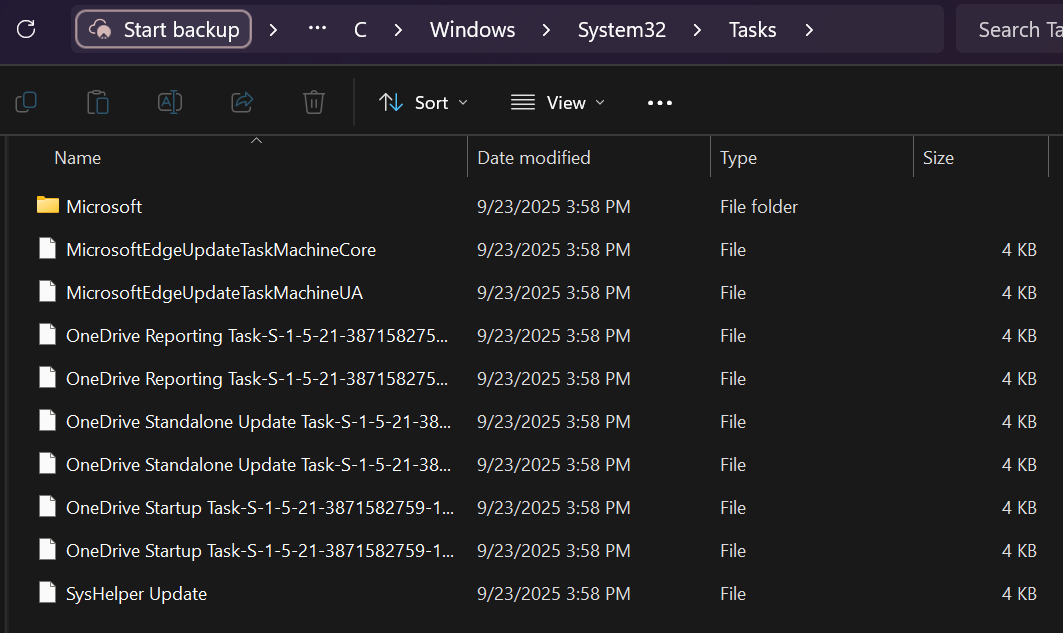 Start backup > ... C > Windows > System32 > Tasks > Search Ta
Sort View ...
Name Date modified Type Size
Microsoft 9/23/2025 3:58 PM File folder
MicrosoftEdgeUpdateTaskMachineCore 9/23/2025 3:58 PM File 4 KB
MicrosoftEdgeUpdateTaskMachineUA 9/23/2025 3:58 PM File 4 KB
OneDrive Reporting Task-S-1-5-21-387158275... 9/23/2025 3:58 PM File 4 KB
OneDrive Reporting Task-S-1-5-21-387158275... 9/23/2025 3:58 PM File 4 KB
OneDrive Standalone Update Task-S-1-5-21-38... 9/23/2025 3:58 PM File 4 KB
OneDrive Standalone Update Task-S-1-5-21-38... 9/23/2025 3:58 PM File 4 KB
OneDrive Startup Task-S-1-5-21-3871582759-1... 9/23/2025 3:58 PM File 4 KB
OneDrive Startup Task-S-1-5-21-3871582759-1... 9/23/2025 3:58 PM File 4 KB
SysHelper Update 9/23/2025 3:58 PM File 4 KB